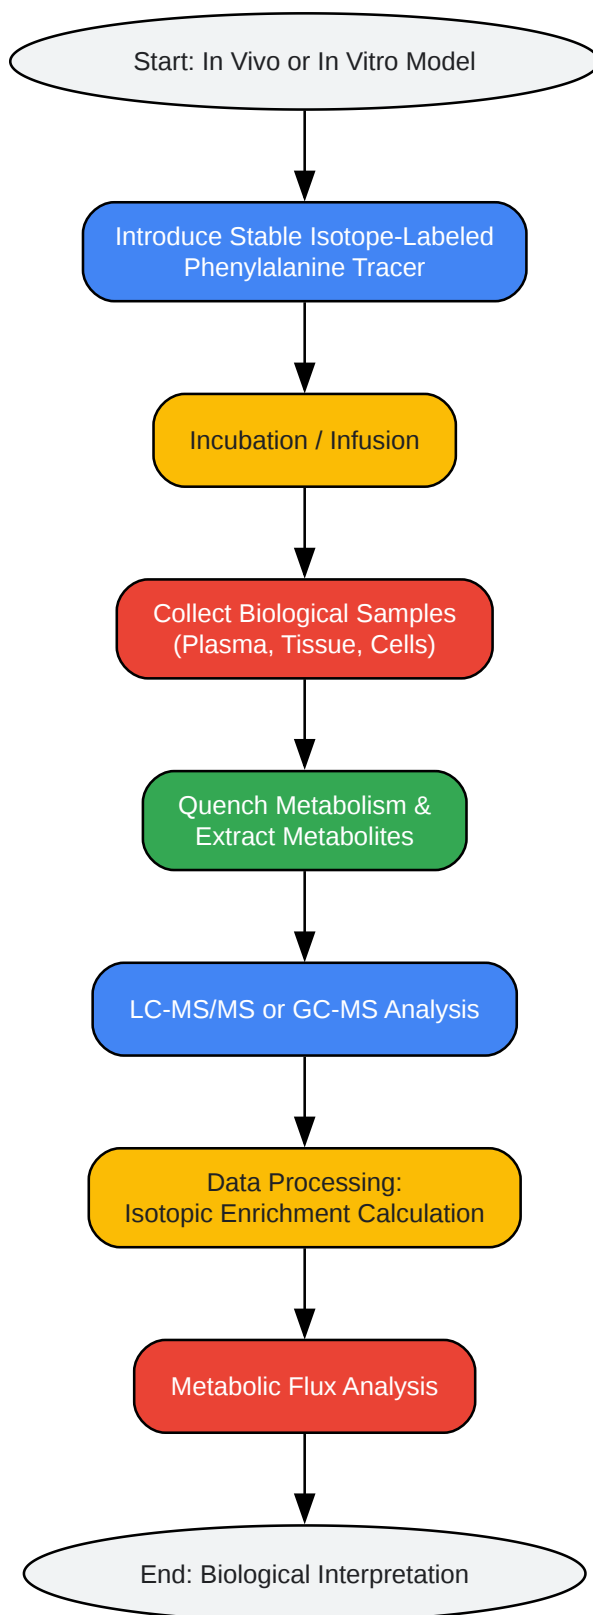 Start: In Vivo or In Vitro Model
Introduce Stable Isotope-Labeled
Phenylalanine Tracer
Incubation / Infusion
Collect Biological Samples
(Plasma, Tissue, Cells)
Quench Metabolism &
Extract Metabolites
LC-MS/MS or GC-MS Analysis
Data Processing:
Isotopic Enrichment Calculation
Metabolic Flux Analysis
End: Biological Interpretation